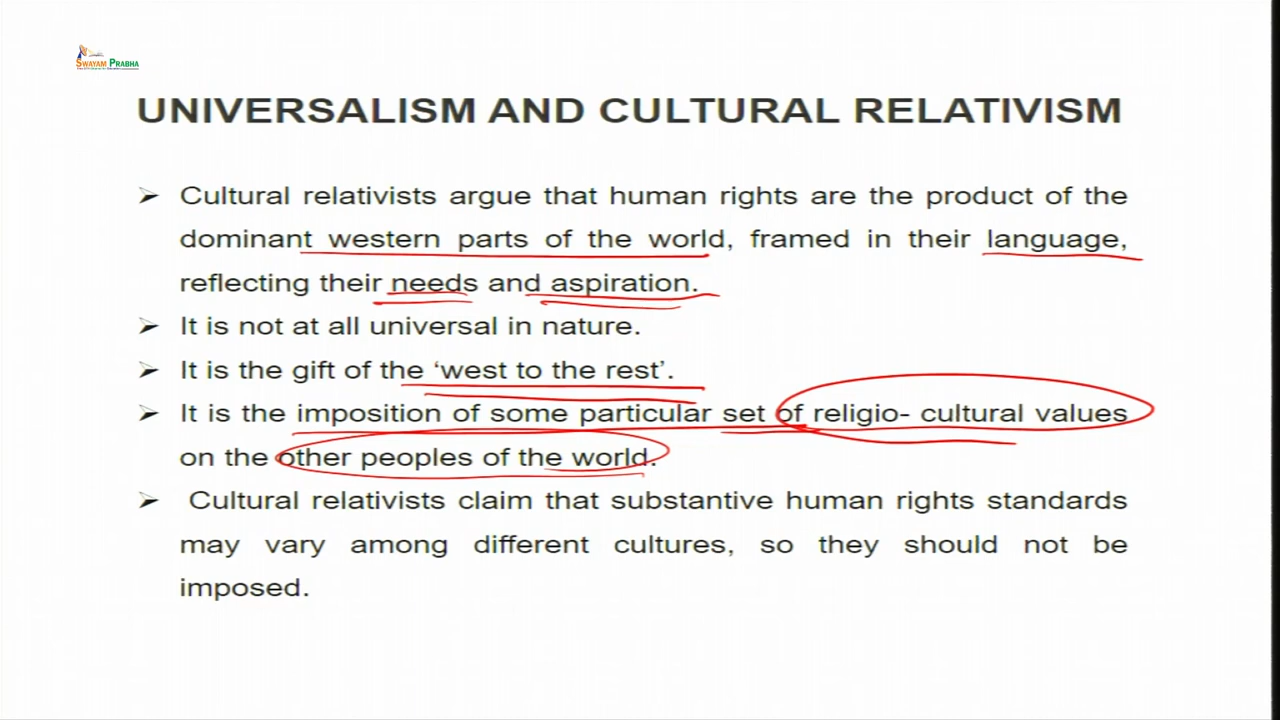 SWAYAM PRABHA
UNIVERSALISM AND CULTURAL RELATIVISM
➢ Cultural relativists argue that human rights are the product of the
dominant western parts of the world, framed in their language,
reflecting their needs and aspiration.
➢ It is not at all universal in nature.
➢ It is the gift of the ‘west to the rest’.
➢ It is the imposition of some particular set of religio- cultural values
on the other peoples of the world.
➢ Cultural relativists claim that substantive human rights standards
may vary among different cultures, so they should not be
imposed.